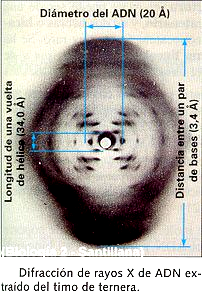 Diámetro del ADN (20 Å)
Longitud de una vuelta
de hélice (34,0 Å)
Distancia entre un par
de bases (3,4 Å)
Santillana
Difracción de rayos X de ADN ex-
traído del timo de ternera.